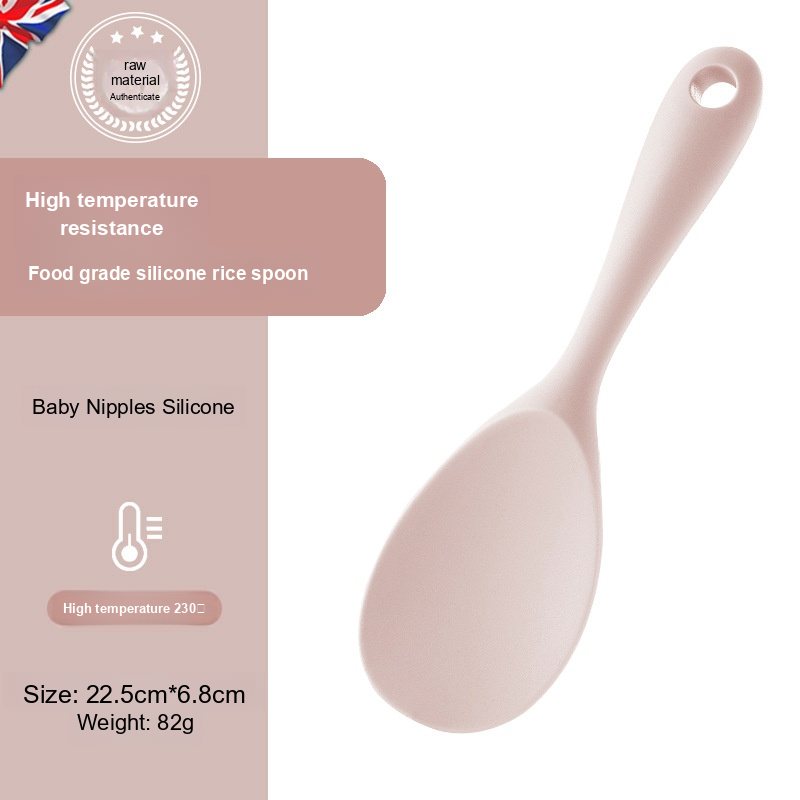 raw
material
Authenticate
High temperature
resistance
Food grade silicone rice spoon
Baby Nipples Silicone
High temperature 230□
Size: 22.5cm*6.8cm
Weight: 82g